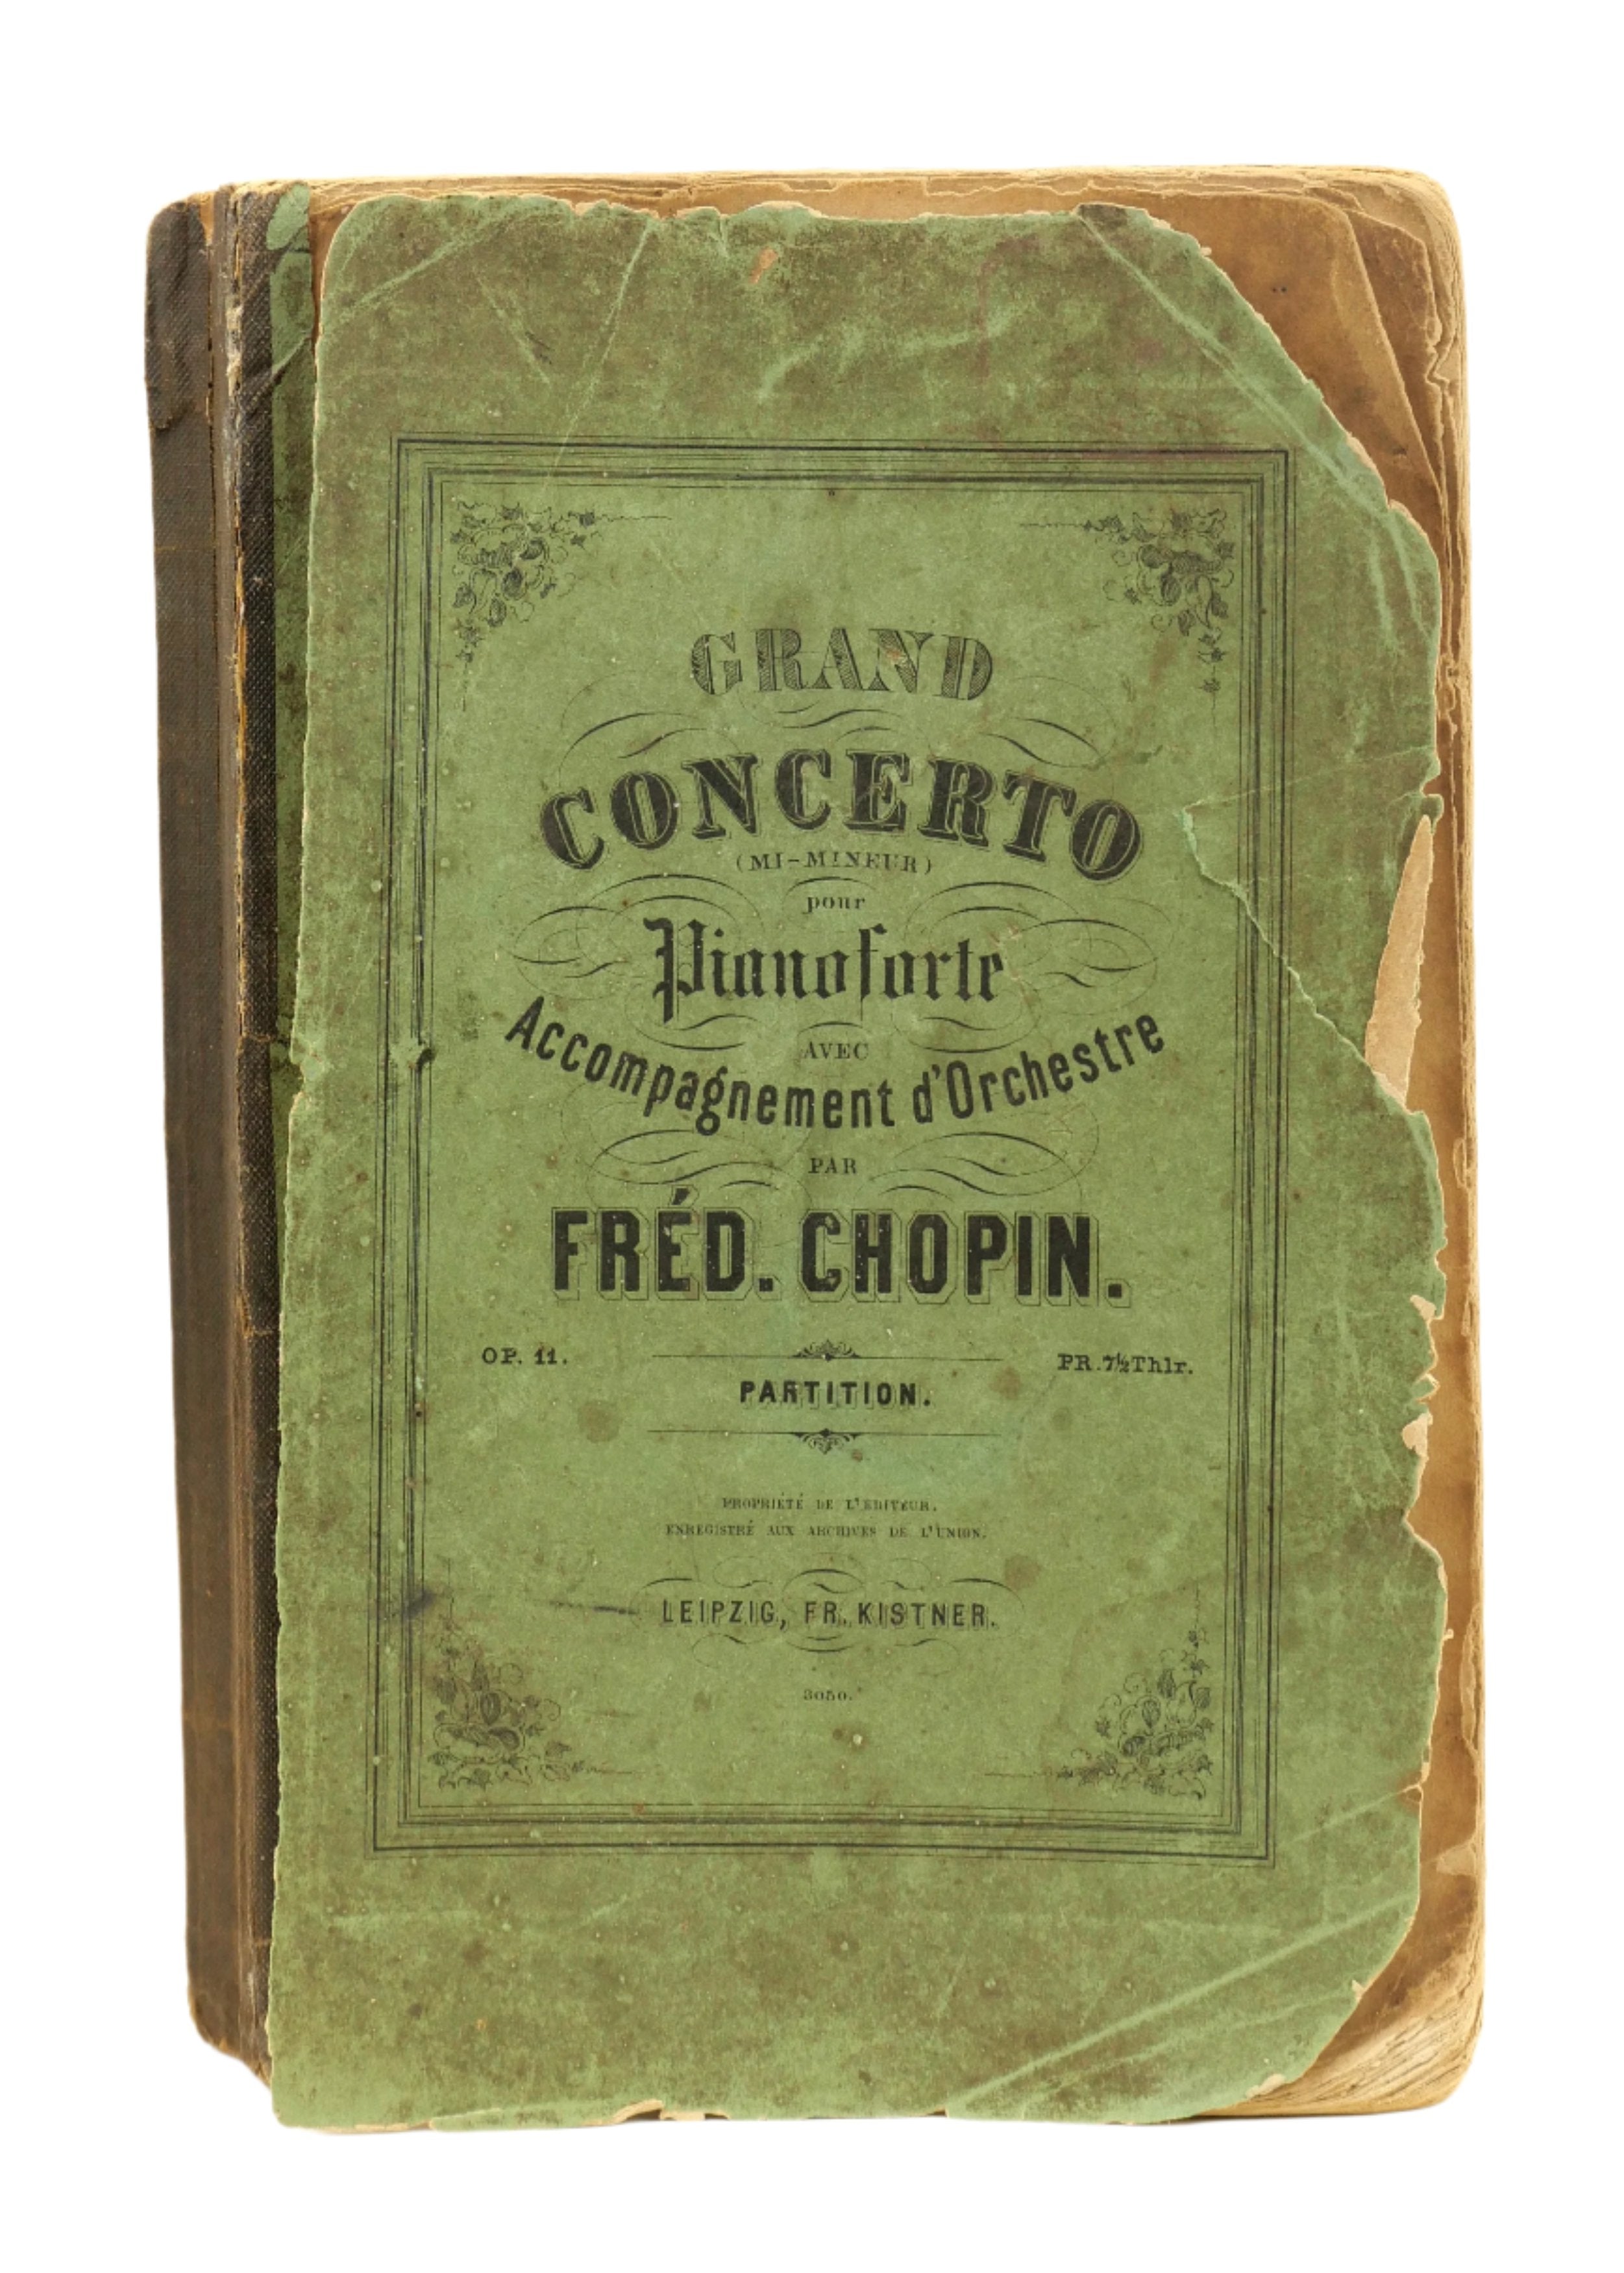 GRAND
CONCERTO
(MI-MINEUR)
pour
Pianoforte
AVEC
Accompagnement d'Orchestre
PAR
FRÉD. CHOPIN.
OP. 11.
PR. 7½ Thlr.
PARTITION.
PROPRIÉTÉ DE L'EDITEUR.
ENREGISTRÉ AUX ARCHIVES DE L'UNION.
LEIPZIG, FR. KISTNER.
3050.